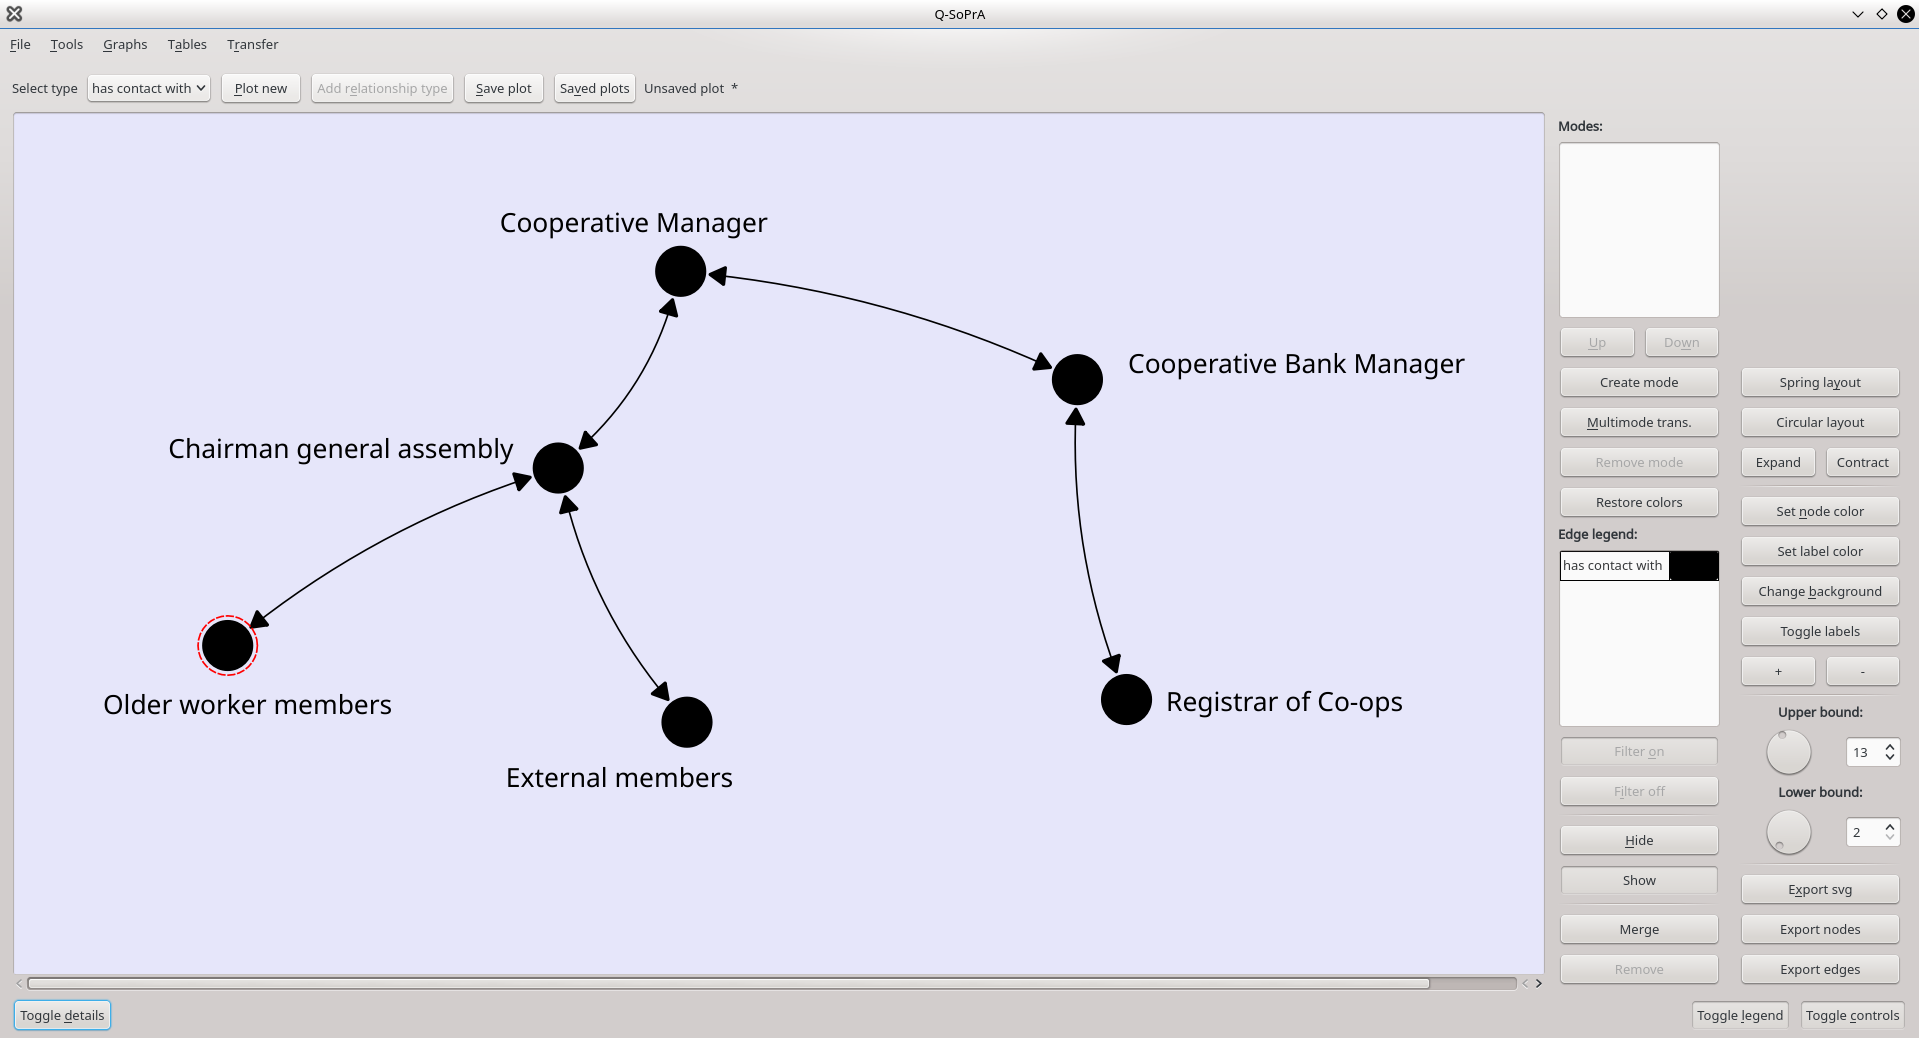 Q-SoPrA
File Tools Graphs Tables Transfer
Select type has contact with Plot new Add relationship type Save plot Saved plots Unsaved plot *
Modes:
Cooperative Manager
Cooperative Bank Manager
Chairman general assembly
Older worker members
External members
Registrar of Co-ops
Up Down
Create mode
Multimode trans.
Remove mode
Restore colors
Edge legend:
has contact with
Filter on
Filter off
Hide
Show
Merge
Remove
Spring layout
Circular layout
Expand Contract
Set node color
Set label color
Change background
Toggle labels
+ -
Upper bound:
13
Lower bound:
2
Export svg
Export nodes
Export edges
Toggle details Toggle legend Toggle controls